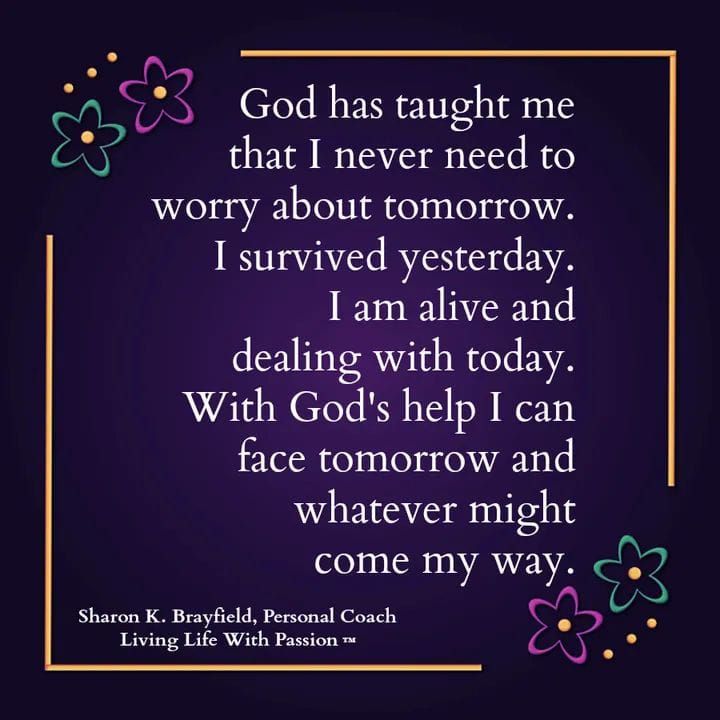 God has taught me
that I never need to
worry about tomorrow.
I survived yesterday.
I am alive and
dealing with today.
With God's help I can
face tomorrow and
whatever might
come my way.
Sharon K. Brayfield, Personal Coach
Living Life With Passion ™